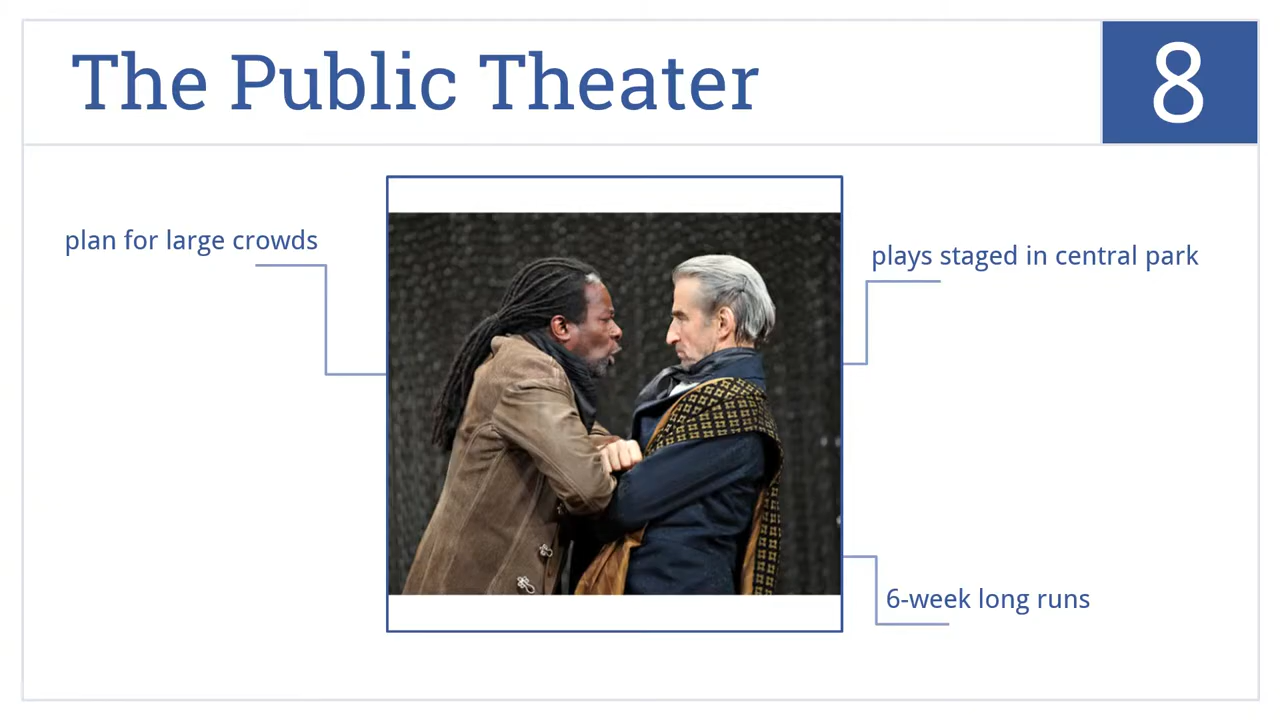 The Public Theater
8
plan for large crowds
plays staged in central park
6-week long runs